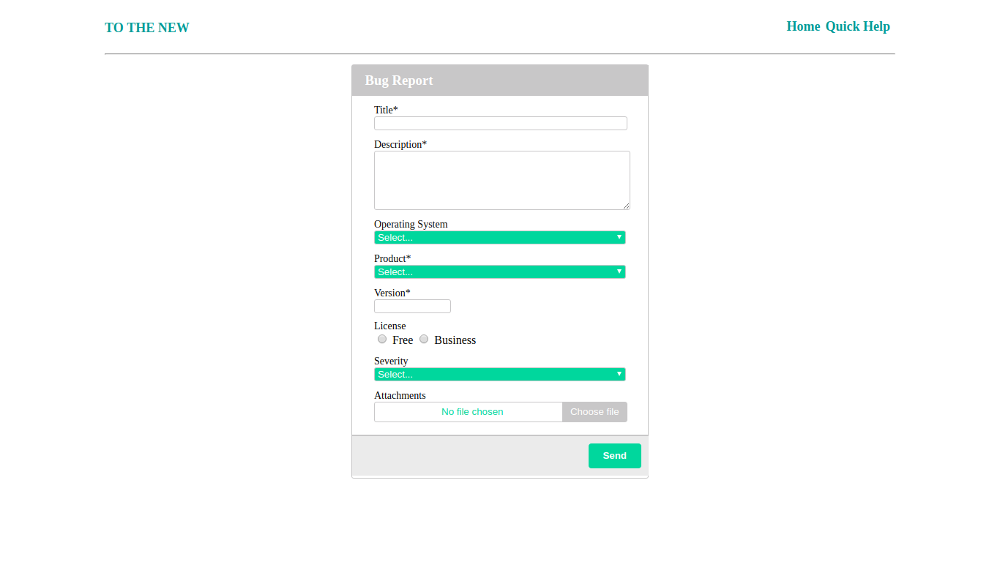 TO THE NEW
Home Quick Help
Bug Report
Title*
Description*
Operating System
Select...
Product*
Select...
Version*
License
Free Business
Severity
Select...
Attachments
No file chosen Choose file
Send